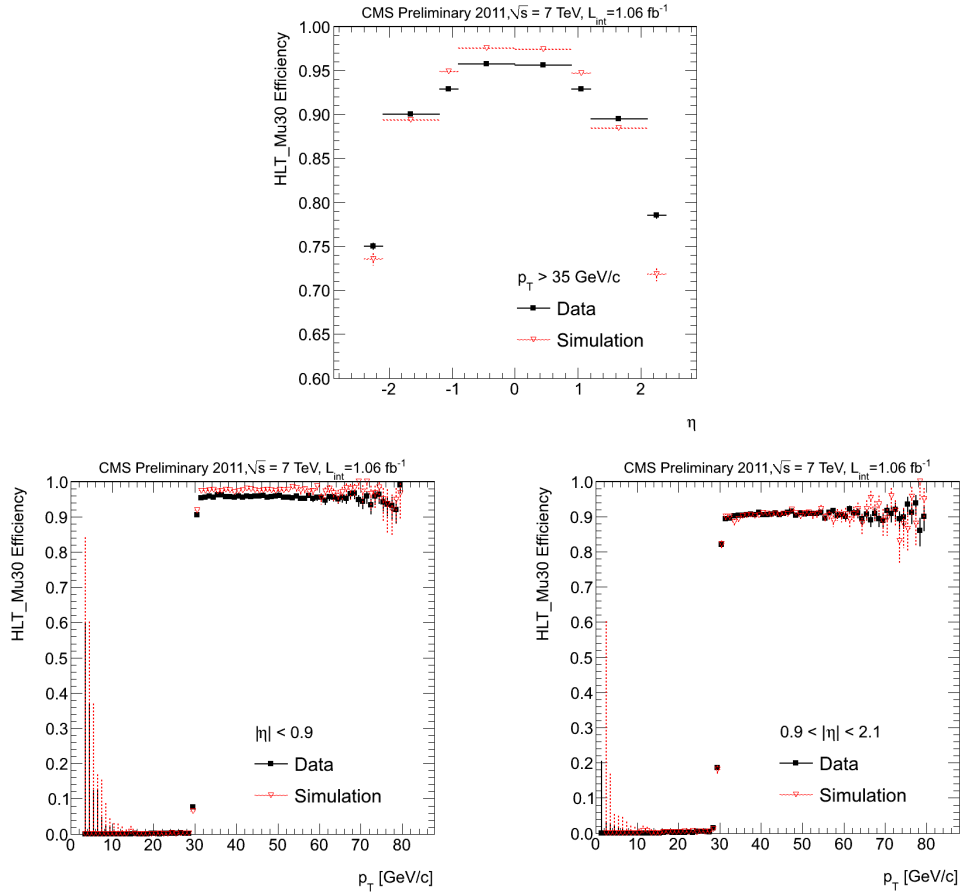 CMS Preliminary 2011,√s = 7 TeV, L_int=1.06 fb⁻¹
HLT_Mu30 Efficiency
1.00
0.95
0.90
0.85
0.80
0.75
0.70
0.65
0.60
p_T > 35 GeV/c
Data
Simulation
-2 -1 0 1 2
η
CMS Preliminary 2011,√s = 7 TeV, L_int=1.06 fb⁻¹
HLT_Mu30 Efficiency
1.0
0.9
0.8
0.7
0.6
0.5
0.4
0.3
0.2
0.1
0.0
|η| < 0.9
Data
Simulation
0 10 20 30 40 50 60 70 80
p_T [GeV/c]
CMS Preliminary 2011,√s = 7 TeV, L_int=1.06 fb⁻¹
HLT_Mu30 Efficiency
1.0
0.9
0.8
0.7
0.6
0.5
0.4
0.3
0.2
0.1
0.0
0.9 < |η| < 2.1
Data
Simulation
0 10 20 30 40 50 60 70 80
p_T [GeV/c]